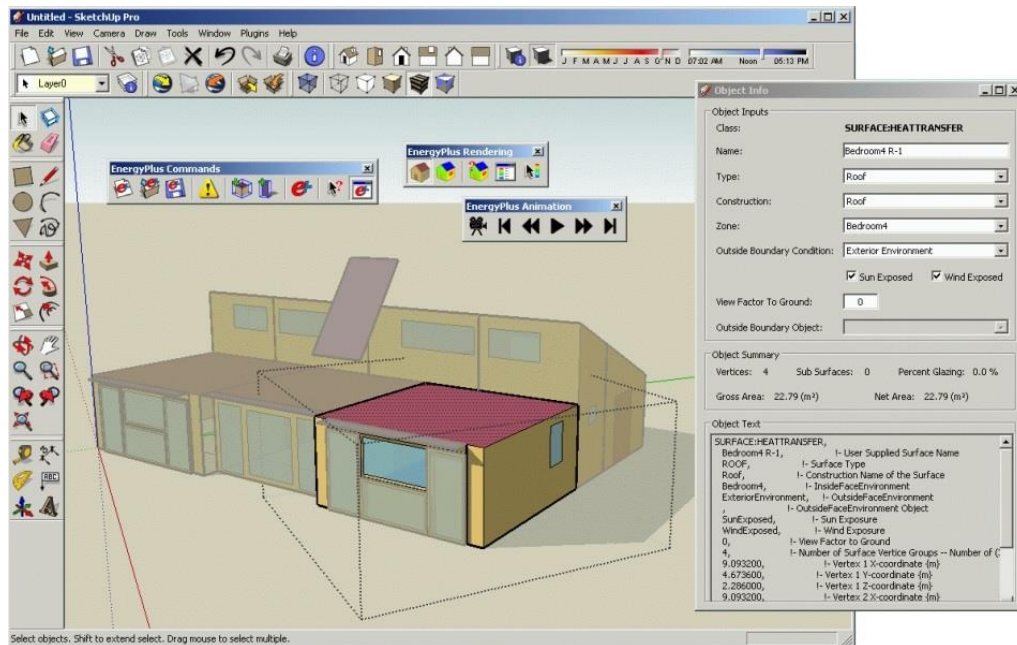 Untitled - SketchUp Pro
File Edit View Camera Draw Tools Window Plugins Help
J F M A M J J A S O N D 07:02 AM Noon 05:13 PM
Layer0
EnergyPlus Commands
EnergyPlus Rendering
EnergyPlus Animation
ABC
Select objects. Shift to extend select. Drag mouse to select multiple.
Object Info
Object Inputs
Class: SURFACE:HEATTRANSFER
Name: Bedroom4 R-1
Type: Roof
Construction: Roof
Zone: Bedroom4
Outside Boundary Condition: Exterior Environment
Sun Exposed Wind Exposed
View Factor To Ground: 0
Outside Boundary Object:
Object Summary
Vertices: 4 Sub Surfaces: 0 Percent Glazing: 0.0 %
Gross Area: 22.79 (m²) Net Area: 22.79 (m²)
Object Text
SURFACE:HEATTRANSFER,
Bedroom4 R-1, !- User Supplied Surface Name
ROOF, !- Surface Type
Roof, !- Construction Name of the Surface
Bedroom4, !- InsideFaceEnvironment
ExteriorEnvironment, !- OutsideFaceEnvironment
, !- OutsideFaceEnvironment Object
SunExposed, !- Sun Exposure
WindExposed, !- Wind Exposure
0, !- View Factor to Ground
4, !- Number of Surface Vertice Groups -- Number of (
9.093200, !- Vertex 1 X-coordinate {m}
4.673600, !- Vertex 1 Y-coordinate {m}
2.286000, !- Vertex 1 Z-coordinate {m}
9.093200, !- Vertex 2 X-coordinate {m}